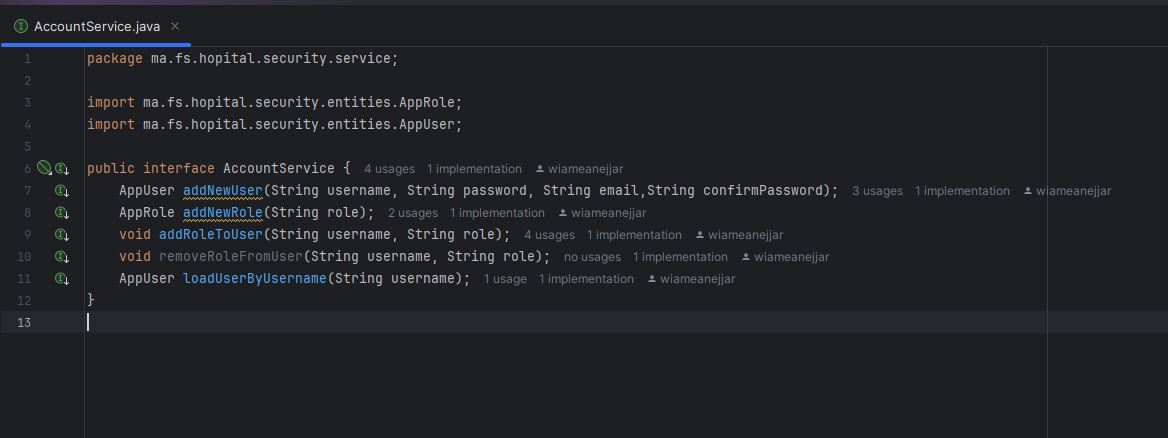 AccountService.java
1 package ma.fs.hopital.security.service;
2
3 import ma.fs.hopital.security.entities.AppRole;
4 import ma.fs.hopital.security.entities.AppUser;
5
6 public interface AccountService { 4 usages 1 implementation wiameanejjar
7 AppUser addNewUser(String username, String password, String email,String confirmPassword); 3 usages 1 implementation wiameanejjar
8 AppRole addNewRole(String role); 2 usages 1 implementation wiameanejjar
9 void addRoleToUser(String username, String role); 4 usages 1 implementation wiameanejjar
10 void removeRoleFromUser(String username, String role); no usages 1 implementation wiameanejjar
11 AppUser loadUserByUsername(String username); 1 usage 1 implementation wiameanejjar
12 }
13